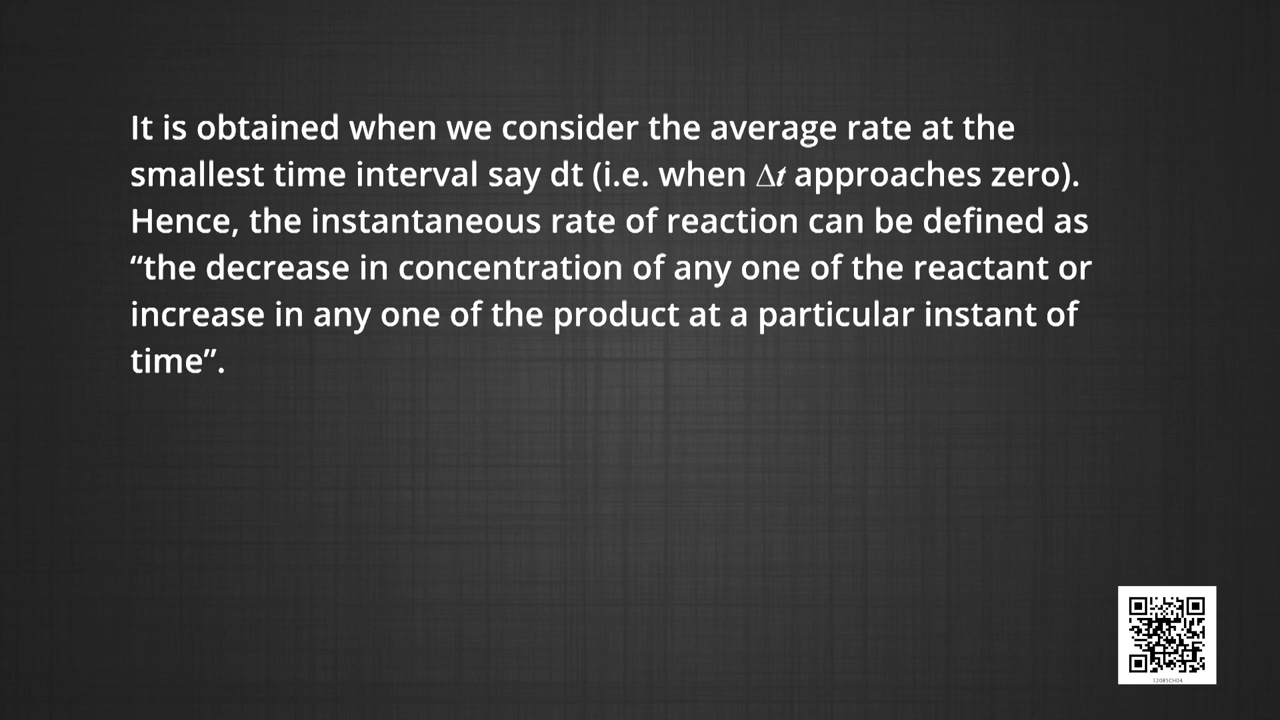 It is obtained when we consider the average rate at the
smallest time interval say dt (i.e. when Δt approaches zero).
Hence, the instantaneous rate of reaction can be defined as
“the decrease in concentration of any one of the reactant or
increase in any one of the product at a particular instant of
time”.
12085CH04